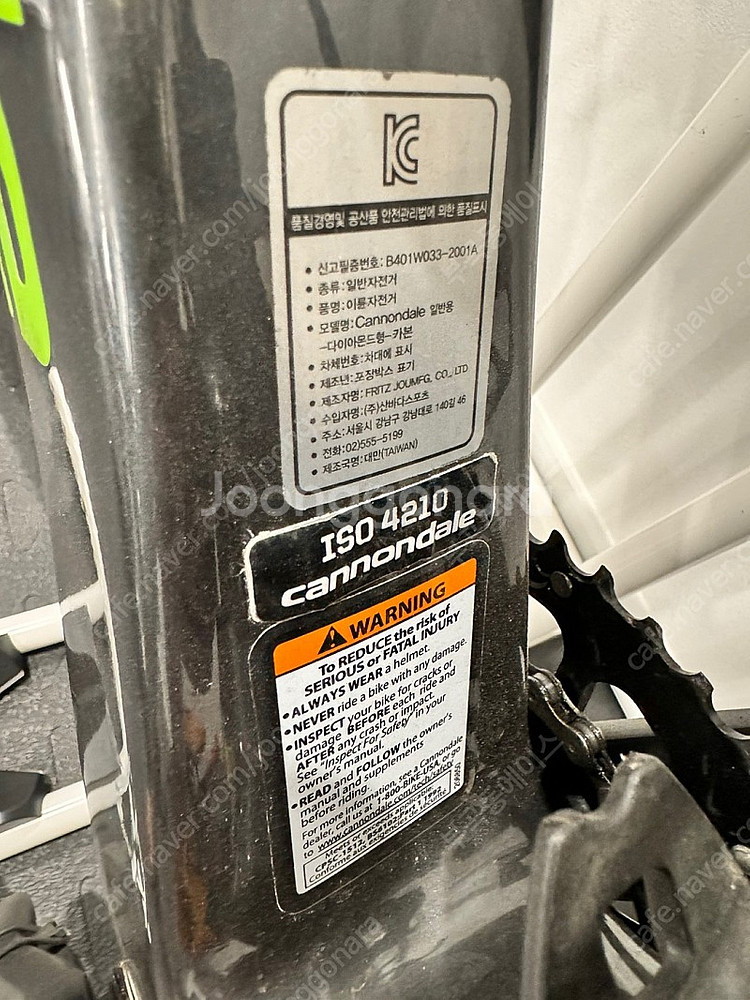 KC
품질경영및 공산품 안전관리법에 의한 품질표시
• 신고필증번호: B401W033-2001A
• 종류: 일반자전거
• 품명: 이륜자전거
• 모델명: Cannondale 일반용
-다이아몬드형-카본
• 차체번호: 차대에 표시
• 제조년: 포장박스 표기
• 제조자명: FRITZ JOUMFG. CO., LTD
• 수입자명: (주)산바다스포츠
• 주소: 서울시 강남구 강남대로 140길 46
• 전화: 02)555-5199
• 제조국명: 대만(TAIWAN)
Joonggonara
ISO 4210
cannondale
WARNING
To REDUCE the risk of
SERIOUS or FATAL INJURY
• ALWAYS WEAR a helmet.
• NEVER ride a bike with any damage.
• INSPECT your bike for cracks or
damage BEFORE each ride and
AFTER any crash or impact.
See "Inspect For Safety" in your
owner's manual.
• READ and FOLLOW the owner's
manual and supplements
before riding.
For more information, see a Cannondale
dealer, call us at 1-800-BIKE-USA, or go
to www.cannondale.com/tech/safety
Meets or exceeds applicable